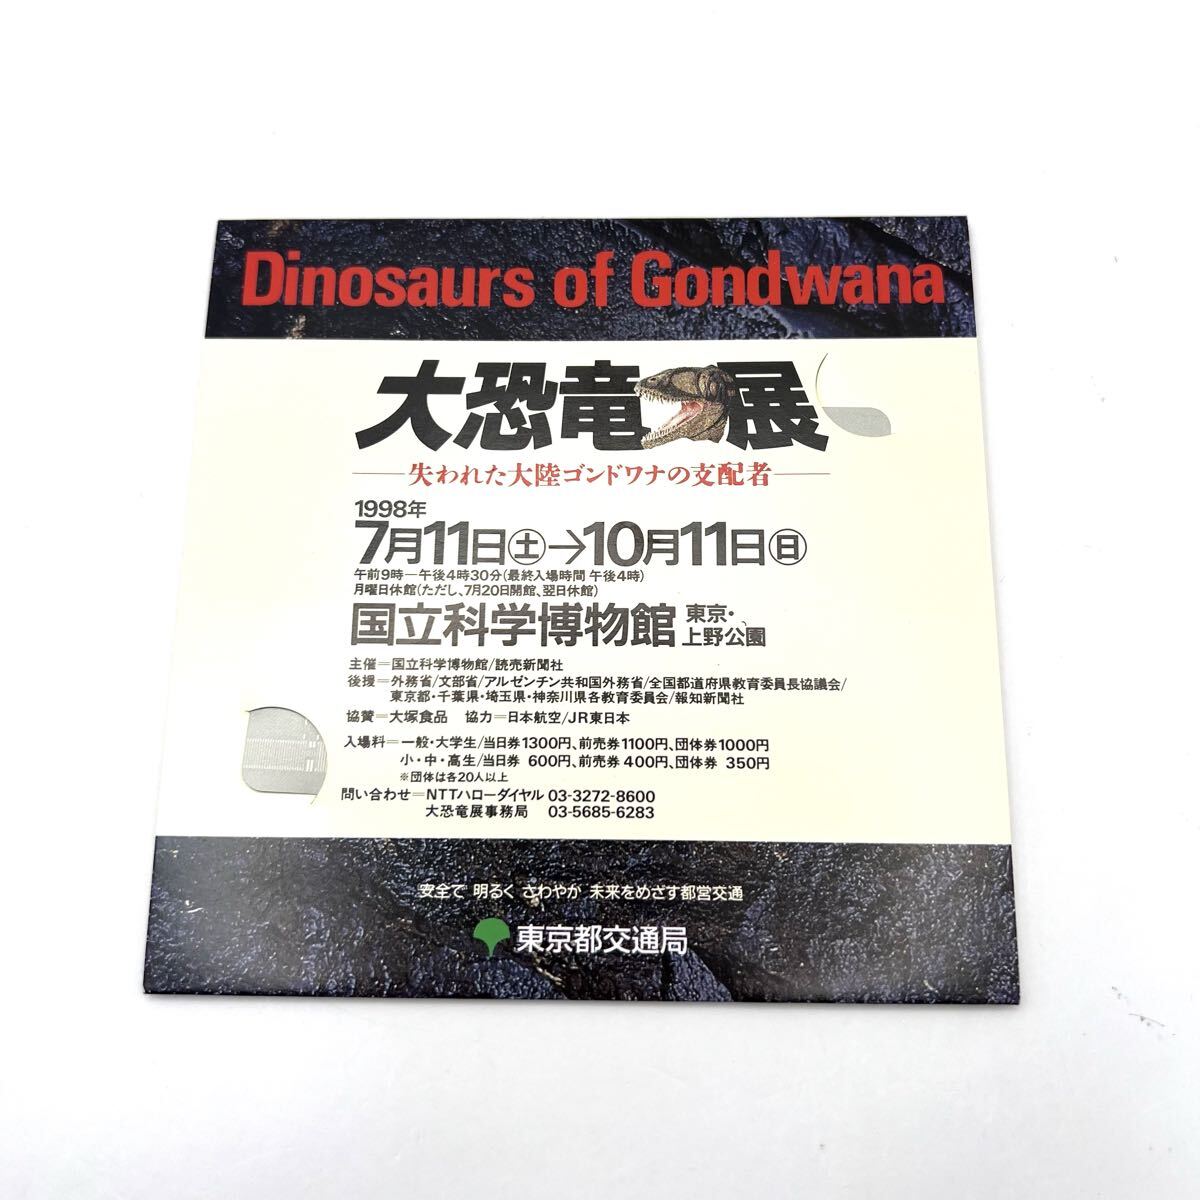 Dinosaurs of Gondwana
大恐竜展
失われた大陸ゴンドワナの支配者
1998年
7月11日土→10月11日日
午前9時—午後4時30分(最終入場時間 午後4時)
月曜日休館(ただし、7月20日開館、翌日休館)
国立科学博物館 東京・上野公園
主催=国立科学博物館/読売新聞社
後援=外務省/文部省/アルゼンチン共和国外務省/全国都道府県教育委員長協議会/
東京都・千葉県・埼玉県・神奈川県各教育委員会/報知新聞社
協賛=大塚食品 協力=日本航空/JR東日本
入場料=一般・大学生/当日券1300円、前売券1100円、団体券1000円
小・中・高生/当日券 600円、前売券 400円、団体券 350円
※団体は各20人以上
問い合わせ=NTTハローダイヤル 03-3272-8600
大恐竜展事務局 03-5685-6283
安全で 明るく さわやか 未来をめざす都営交通
東京都交通局